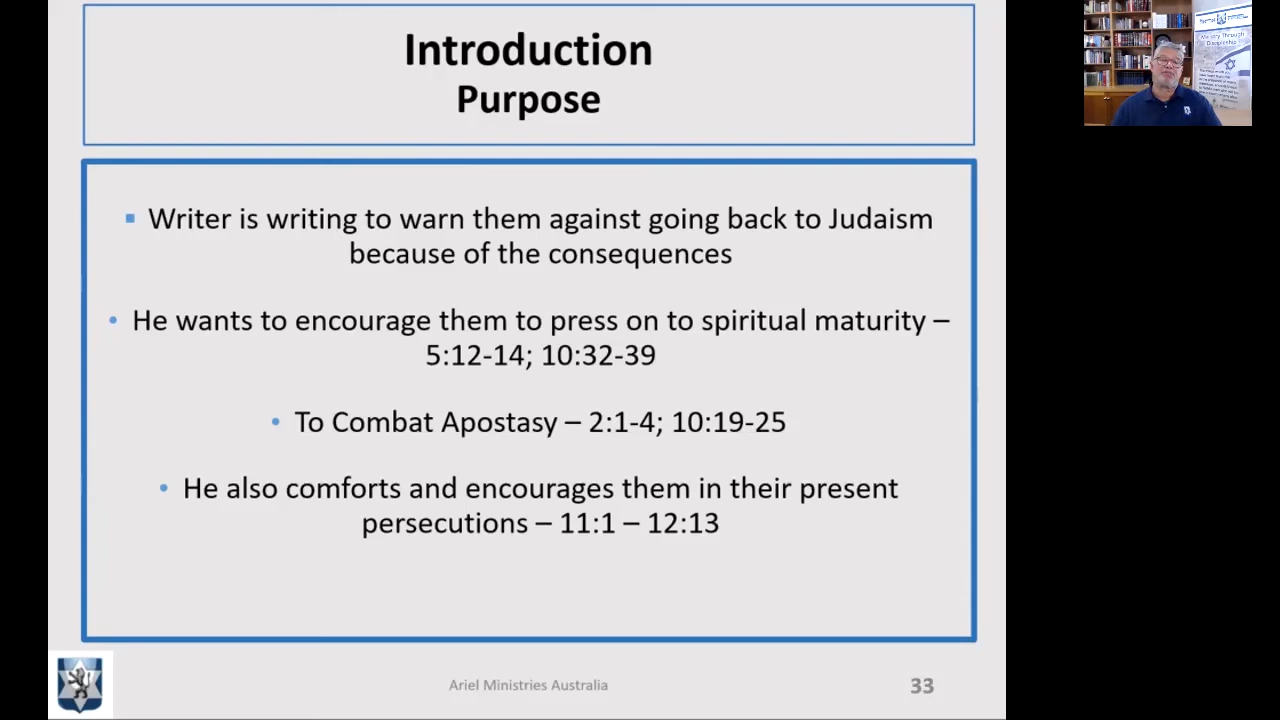 Introduction
Purpose
Writer is writing to warn them against going back to Judaism
because of the consequences
He wants to encourage them to press on to spiritual maturity –
5:12-14; 10:32-39
To Combat Apostasy – 2:1-4; 10:19-25
He also comforts and encourages them in their present
persecutions – 11:1 – 12:13
Ariel Ministries Australia
33
Ministry Through
Discipleship